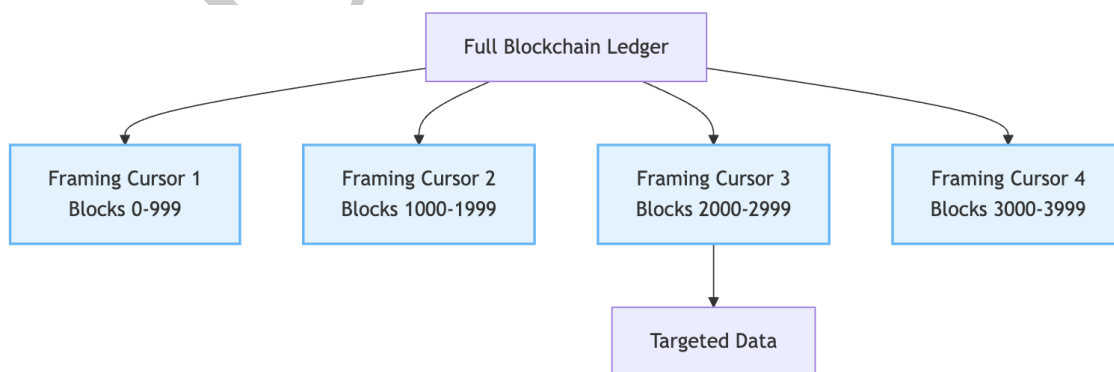 Full Blockchain Ledger
Framing Cursor 1
Blocks 0-999
Framing Cursor 2
Blocks 1000-1999
Framing Cursor 3
Blocks 2000-2999
Framing Cursor 4
Blocks 3000-3999
Targeted Data